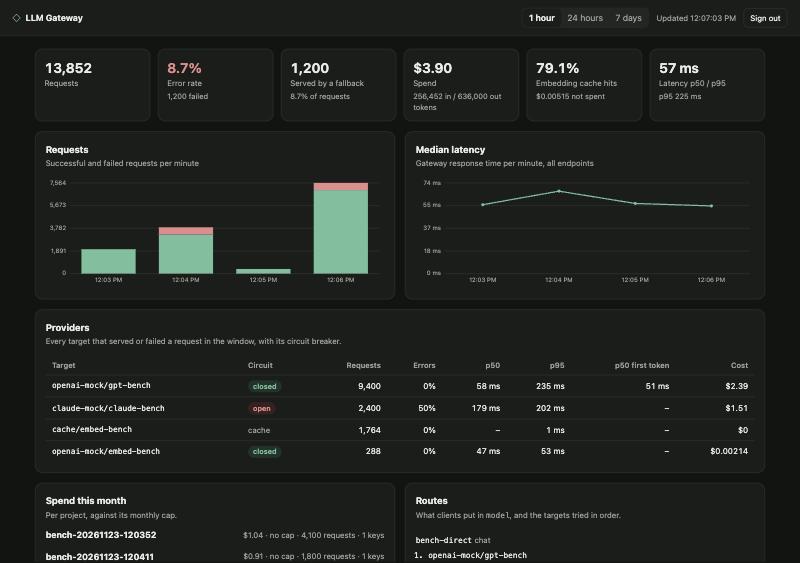 LLM Gateway
1 hour 24 hours 7 days Updated 12:07:03 PM Sign out
13,852
Requests
8.7%
Error rate
1,200 failed
1,200
Served by a fallback
8.7% of requests
$3.90
Spend
256,452 in / 636,000 out
tokens
79.1%
Embedding cache hits
$0.00515 not spent
57 ms
Latency p50 / p95
p95 225 ms
Requests
Successful and failed requests per minute
7,564
5,673
3,782
1,891
0
12:03 PM 12:04 PM 12:05 PM 12:06 PM
Median latency
Gateway response time per minute, all endpoints
74 ms
55 ms
37 ms
18 ms
0 ms
12:03 PM 12:04 PM 12:05 PM 12:06 PM
Providers
Every target that served or failed a request in the window, with its circuit breaker.
Target Circuit Requests Errors p50 p95 p50 first token Cost
openai-mock/gpt-bench closed 9,400 0% 58 ms 235 ms 51 ms $2.39
claude-mock/claude-bench open 2,400 50% 179 ms 202 ms – $1.51
cache/embed-bench cache 1,764 0% – 1 ms – $0
openai-mock/embed-bench closed 288 0% 47 ms 53 ms – $0.00214
Spend this month
Per project, against its monthly cap.
bench-20261123-120352 $1.04 · no cap · 4,100 requests · 1 keys
bench-20261123-120411 $0.91 · no cap · 1,800 requests · 1 keys
Routes
What clients put in model, and the targets tried in order.
bench-direct chat
1. openai-mock/gpt-bench